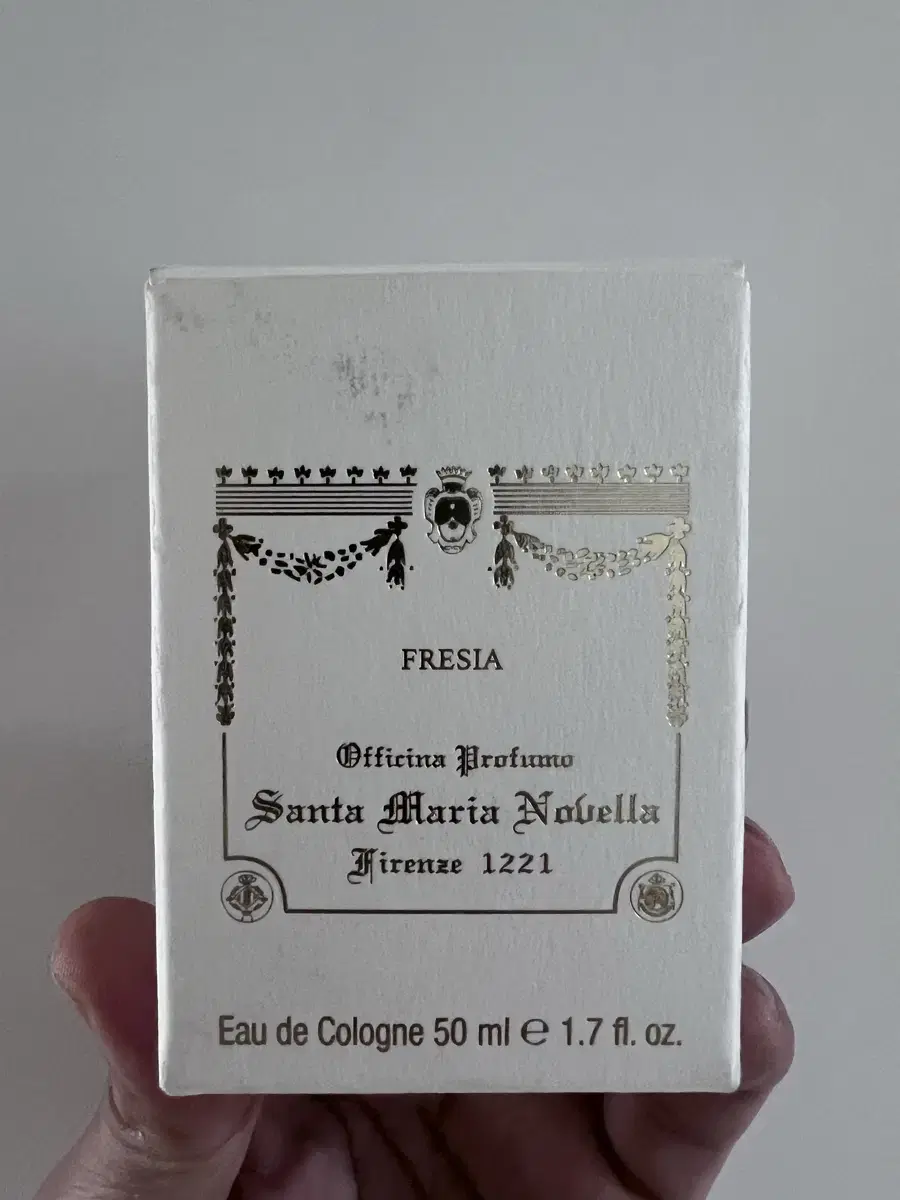 FRESIA
Officina Profumo
Santa Maria Novella
Firenze 1221
Eau de Cologne 50 ml ℮ 1.7 fl. oz.